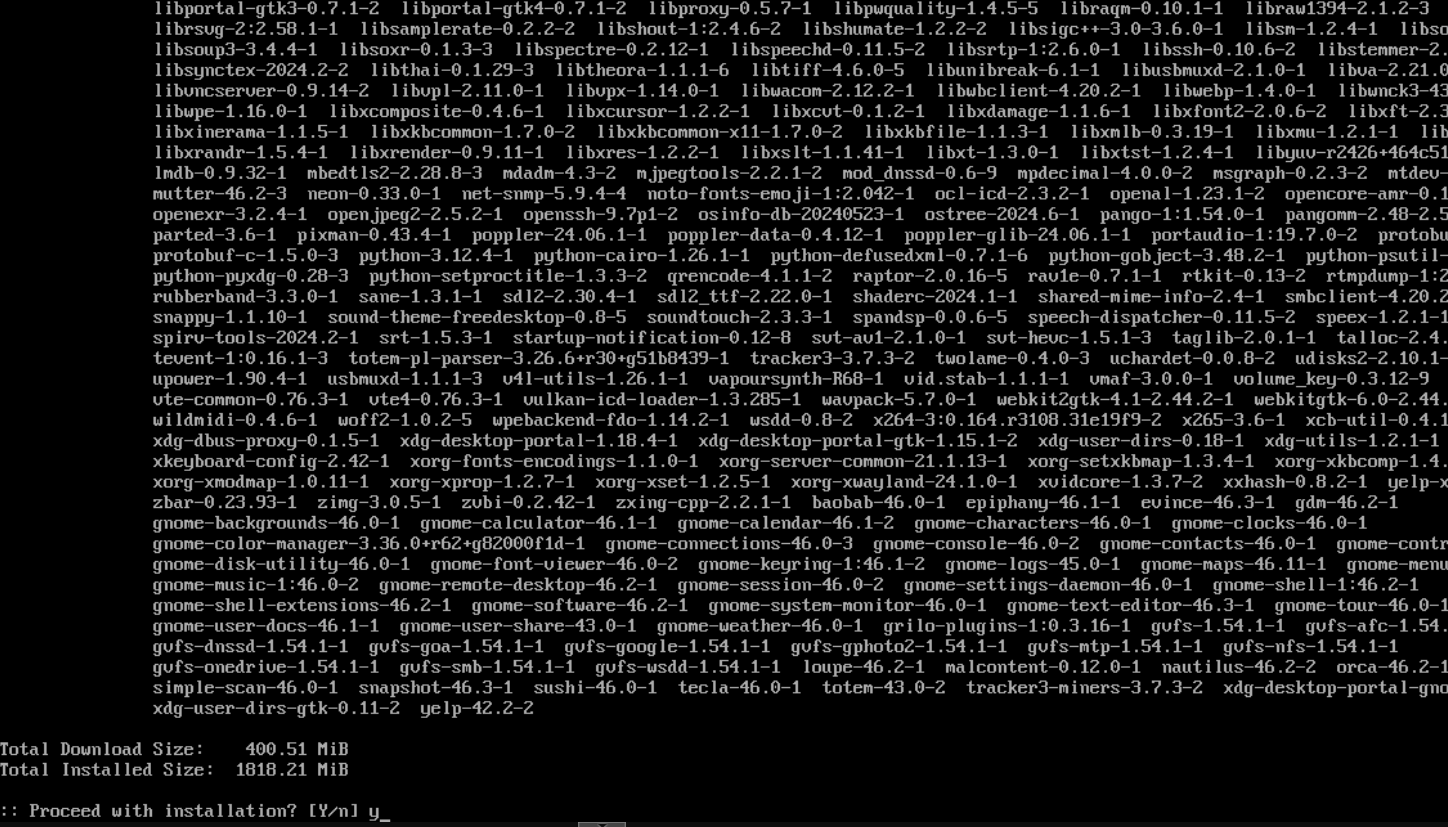 libportal-gtk3-0.7.1-2 libportal-gtk4-0.7.1-2 libproxy-0.5.7-1 libpwquality-1.4.5-5 libraqm-0.10.1-1 libraw1394-2.1.2-3
librsvg-2:2.58.1-1 libsamplerate-0.2.2-2 libshout-1:2.4.6-2 libshumate-1.2.2-2 libsigc++-3.0-3.6.0-1 libsm-1.2.4-1 libso
libsoup3-3.4.4-1 libsoxr-0.1.3-3 libspectre-0.2.12-1 libspeechd-0.11.5-2 libsrtp-1:2.6.0-1 libssh-0.10.6-2 libstemmer-2.
libsynctex-2024.2-2 libthai-0.1.29-3 libtheora-1.1.1-6 libtiff-4.6.0-5 libunibreak-6.1-1 libusbmuxd-2.1.0-1 libva-2.21.0
libvncserver-0.9.14-2 libvpl-2.11.0-1 libvpx-1.14.0-1 libwacom-2.12.2-1 libwbclient-4.20.2-1 libwebp-1.4.0-1 libwnck3-43
libwpe-1.16.0-1 libxcomposite-0.4.6-1 libxcursor-1.2.2-1 libxcvt-0.1.2-1 libxdamage-1.1.6-1 libxfont2-2.0.6-2 libxft-2.3
libxinerama-1.1.5-1 libxkbcommon-1.7.0-2 libxkbcommon-x11-1.7.0-2 libxkbfile-1.1.3-1 libxmlb-0.3.19-1 libxmu-1.2.1-1 lib
libxrandr-1.5.4-1 libxrender-0.9.11-1 libxres-1.2.2-1 libxslt-1.1.41-1 libxt-1.3.0-1 libxtst-1.2.4-1 libyuv-r2426+464c51
lmdb-0.9.32-1 mbedtls2-2.28.8-3 mdadm-4.3-2 mjpegtools-2.2.1-2 mod_dnssd-0.6-9 mpdecimal-4.0.0-2 msgraph-0.2.3-2 mtdev-
mutter-46.2-3 neon-0.33.0-1 net-snmp-5.9.4-4 noto-fonts-emoji-1:2.042-1 ocl-icd-2.3.2-1 openal-1.23.1-2 opencore-amr-0.1
openexr-3.2.4-1 openjpeg2-2.5.2-1 openssh-9.7p1-2 osinfo-db-20240523-1 ostree-2024.6-1 pango-1:1.54.0-1 pangomm-2.48-2.5
parted-3.6-1 pixman-0.43.4-1 poppler-24.06.1-1 poppler-data-0.4.12-1 poppler-glib-24.06.1-1 portaudio-1:19.7.0-2 protobu
protobuf-c-1.5.0-3 python-3.12.4-1 python-cairo-1.26.1-1 python-defusedxml-0.7.1-6 python-gobject-3.48.2-1 python-psutil-
python-pyxdg-0.28-3 python-setproctitle-1.3.3-2 qrencode-4.1.1-2 raptor-2.0.16-5 rav1e-0.7.1-1 rtkit-0.13-2 rtmpdump-1:2
rubberband-3.3.0-1 sane-1.3.1-1 sdl2-2.30.4-1 sdl2_ttf-2.22.0-1 shaderc-2024.1-1 shared-mime-info-2.4-1 smbclient-4.20.2
snappy-1.1.10-1 sound-theme-freedesktop-0.8-5 soundtouch-2.3.3-1 spandsp-0.0.6-5 speech-dispatcher-0.11.5-2 speex-1.2.1-1
spirv-tools-2024.2-1 srt-1.5.3-1 startup-notification-0.12-8 svt-av1-2.1.0-1 svt-hevc-1.5.1-3 taglib-2.0.1-1 talloc-2.4.
tevent-1:0.16.1-3 totem-pl-parser-3.26.6+r30+g51b8439-1 tracker3-3.7.3-2 twolame-0.4.0-3 uchardet-0.0.8-2 udisks2-2.10.1-
upower-1.90.4-1 usbmuxd-1.1.1-3 v4l-utils-1.26.1-1 vapoursynth-R68-1 vid.stab-1.1.1-1 vmaf-3.0.0-1 volume_key-0.3.12-9
vte-common-0.76.3-1 vte4-0.76.3-1 vulkan-icd-loader-1.3.285-1 wavpack-5.7.0-1 webkit2gtk-4.1-2.44.2-1 webkitgtk-6.0-2.44.
wildmidi-0.4.6-1 woff2-1.0.2-5 wpebackend-fdo-1.14.2-1 wsdd-0.8-2 x264-3:0.164.r3108.31e19f9-2 x265-3.6-1 xcb-util-0.4.1
xdg-dbus-proxy-0.1.5-1 xdg-desktop-portal-1.18.4-1 xdg-desktop-portal-gtk-1.15.1-2 xdg-user-dirs-0.18-1 xdg-utils-1.2.1-1
xkeyboard-config-2.42-1 xorg-fonts-encodings-1.1.0-1 xorg-server-common-21.1.13-1 xorg-setxkbmap-1.3.4-1 xorg-xkbcomp-1.4.
xorg-xmodmap-1.0.11-1 xorg-xprop-1.2.7-1 xorg-xset-1.2.5-1 xorg-xwayland-24.1.0-1 xvidcore-1.3.7-2 xxhash-0.8.2-1 yelp-x
zbar-0.23.93-1 zimg-3.0.5-1 zvbi-0.2.42-1 zxing-cpp-2.2.1-1 baobab-46.0-1 epiphany-46.1-1 evince-46.3-1 gdm-46.2-1
gnome-backgrounds-46.0-1 gnome-calculator-46.1-1 gnome-calendar-46.1-2 gnome-characters-46.0-1 gnome-clocks-46.0-1
gnome-color-manager-3.36.0+r62+g82000f1d-1 gnome-connections-46.0-3 gnome-console-46.0-2 gnome-contacts-46.0-1 gnome-contr
gnome-disk-utility-46.0-1 gnome-font-viewer-46.0-2 gnome-keyring-1:46.1-2 gnome-logs-45.0-1 gnome-maps-46.11-1 gnome-menu
gnome-music-1:46.0-2 gnome-remote-desktop-46.2-1 gnome-session-46.0-2 gnome-settings-daemon-46.0-1 gnome-shell-1:46.2-1
gnome-shell-extensions-46.2-1 gnome-software-46.2-1 gnome-system-monitor-46.0-1 gnome-text-editor-46.3-1 gnome-tour-46.0-1
gnome-user-docs-46.1-1 gnome-user-share-43.0-1 gnome-weather-46.0-1 grilo-plugins-1:0.3.16-1 gvfs-1.54.1-1 gvfs-afc-1.54.
gvfs-dnssd-1.54.1-1 gvfs-goa-1.54.1-1 gvfs-google-1.54.1-1 gvfs-gphoto2-1.54.1-1 gvfs-mtp-1.54.1-1 gvfs-nfs-1.54.1-1
gvfs-onedrive-1.54.1-1 gvfs-smb-1.54.1-1 gvfs-wsdd-1.54.1-1 loupe-46.2-1 malcontent-0.12.0-1 nautilus-46.2-2 orca-46.2-1
simple-scan-46.0-1 snapshot-46.3-1 sushi-46.0-1 tecla-46.0-1 totem-43.0-2 tracker3-miners-3.7.3-2 xdg-desktop-portal-gno
xdg-user-dirs-gtk-0.11-2 yelp-42.2-2
Total Download Size: 400.51 MiB
Total Installed Size: 1818.21 MiB
:: Proceed with installation? [Y/n] y_